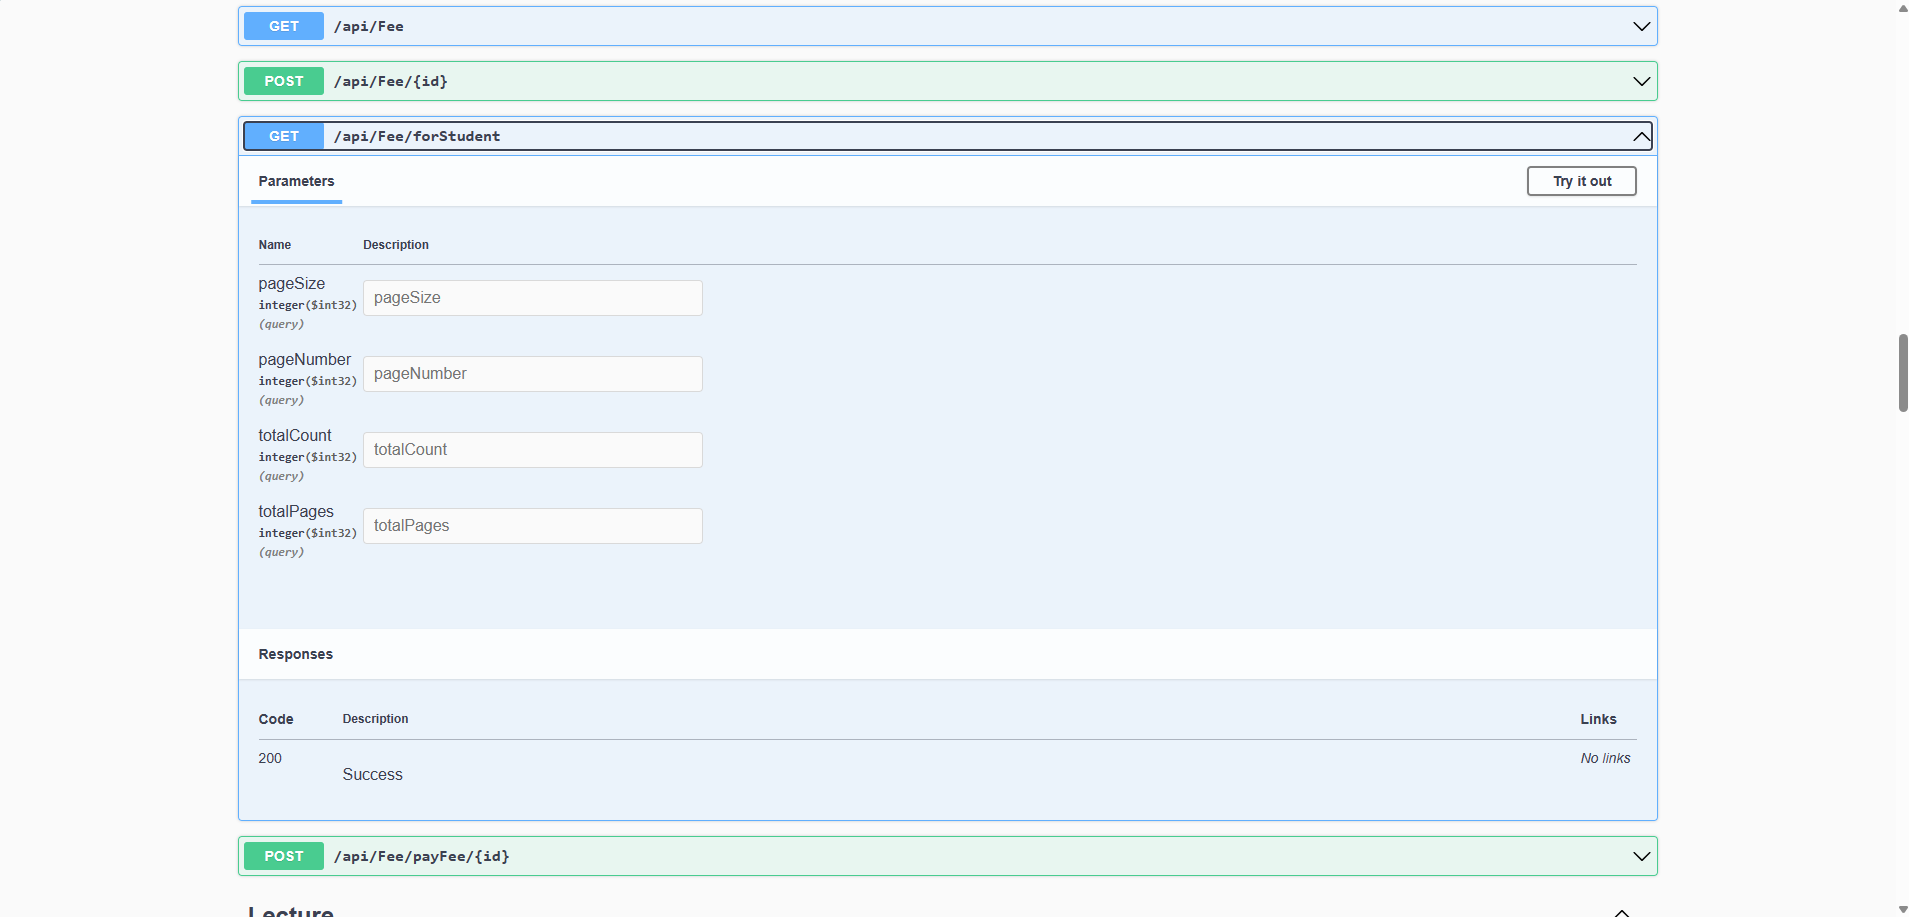 GET /api/Fee
POST /api/Fee/{id}
GET /api/Fee/forStudent
Parameters
Try it out
Name Description
pageSize
integer($int32)
(query)
pageSize
pageNumber
integer($int32)
(query)
pageNumber
totalCount
integer($int32)
(query)
totalCount
totalPages
integer($int32)
(query)
totalPages
Responses
Code Description Links
200
Success
No links
POST /api/Fee/payFee/{id}
Lecture